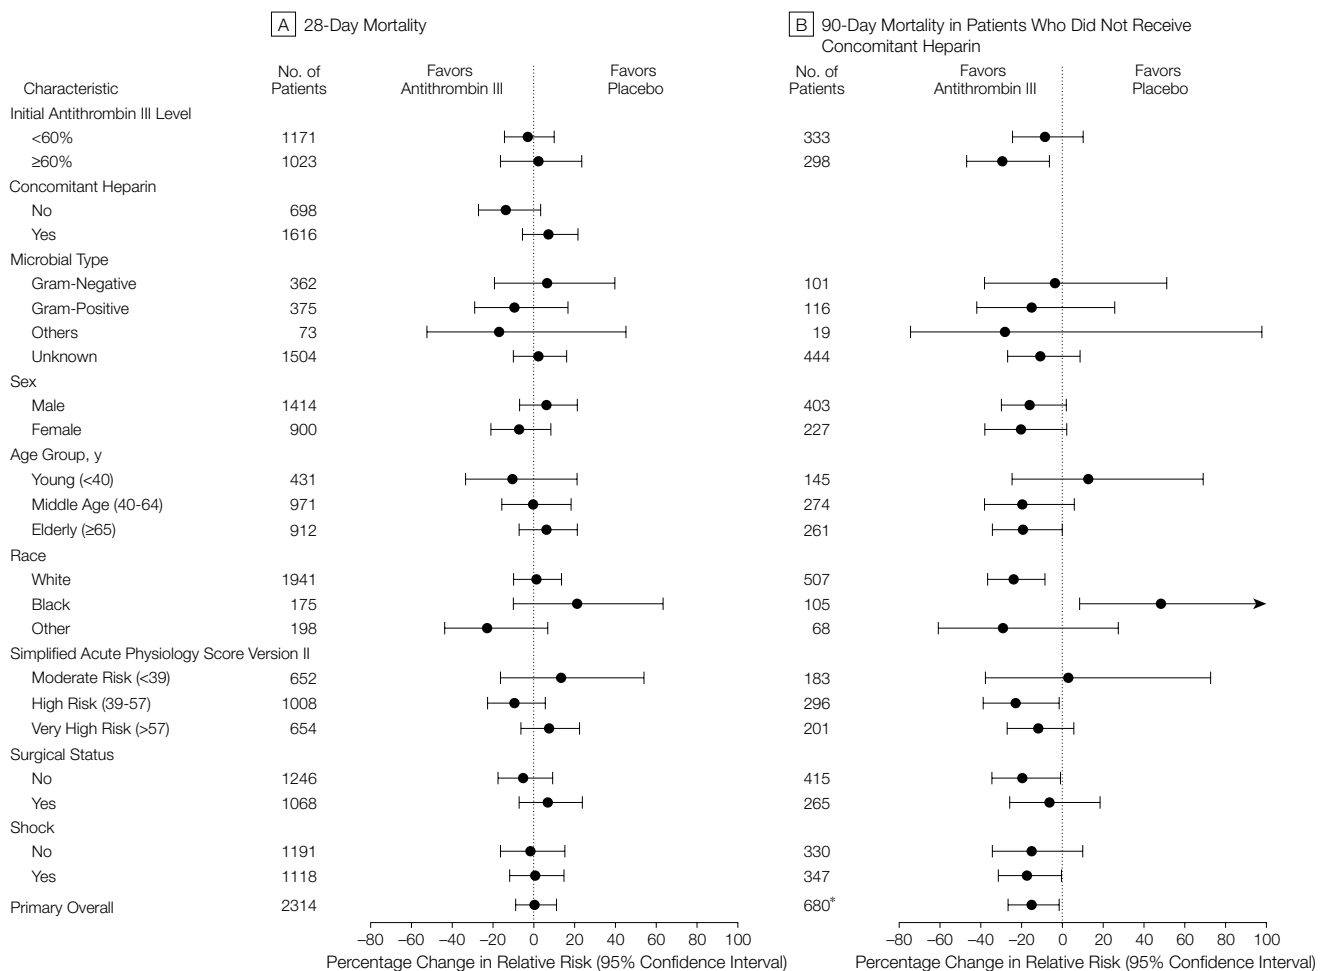 A 28-Day Mortality
B 90-Day Mortality in Patients Who Did Not Receive
Concomitant Heparin
Characteristic
No. of
Patients
Favors
Antithrombin III
Favors
Placebo
No. of
Patients
Favors
Antithrombin III
Favors
Placebo
Initial Antithrombin III Level
<60% 1171 333
≥60% 1023 298
Concomitant Heparin
No 698
Yes 1616
Microbial Type
Gram-Negative 362 101
Gram-Positive 375 116
Others 73 19
Unknown 1504 444
Sex
Male 1414 403
Female 900 227
Age Group, y
Young (<40) 431 145
Middle Age (40-64) 971 274
Elderly (≥65) 912 261
Race
White 1941 507
Black 175 105
Other 198 68
Simplified Acute Physiology Score Version II
Moderate Risk (<39) 652 183
High Risk (39-57) 1008 296
Very High Risk (>57) 654 201
Surgical Status
No 1246 415
Yes 1068 265
Shock
No 1191 330
Yes 1118 347
Primary Overall 2314 680*
–80 –60 –40 –20 0 20 40 60 80 100
–80 –60 –40 –20 0 20 40 60 80 100
Percentage Change in Relative Risk (95% Confidence Interval)
Percentage Change in Relative Risk (95% Confidence Interval)